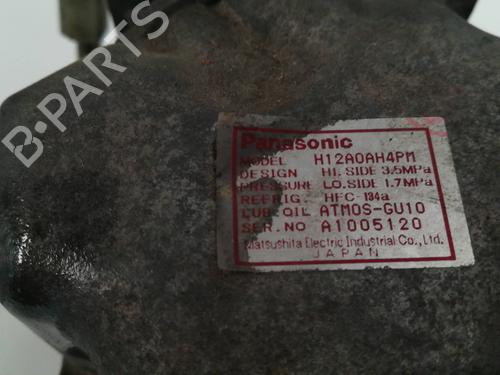 B-PARTS
Panasonic
MODEL H12A0AH4PM
DESIGN HI. SIDE 3.5MPa
PRESSURE LO. SIDE 1.7MPa
REFRIG. HFC-134a
LUB. OIL ATMOS-GU10
SER. NO A1005120
Matsushita Electric Industrial Co., Ltd.
JAPAN